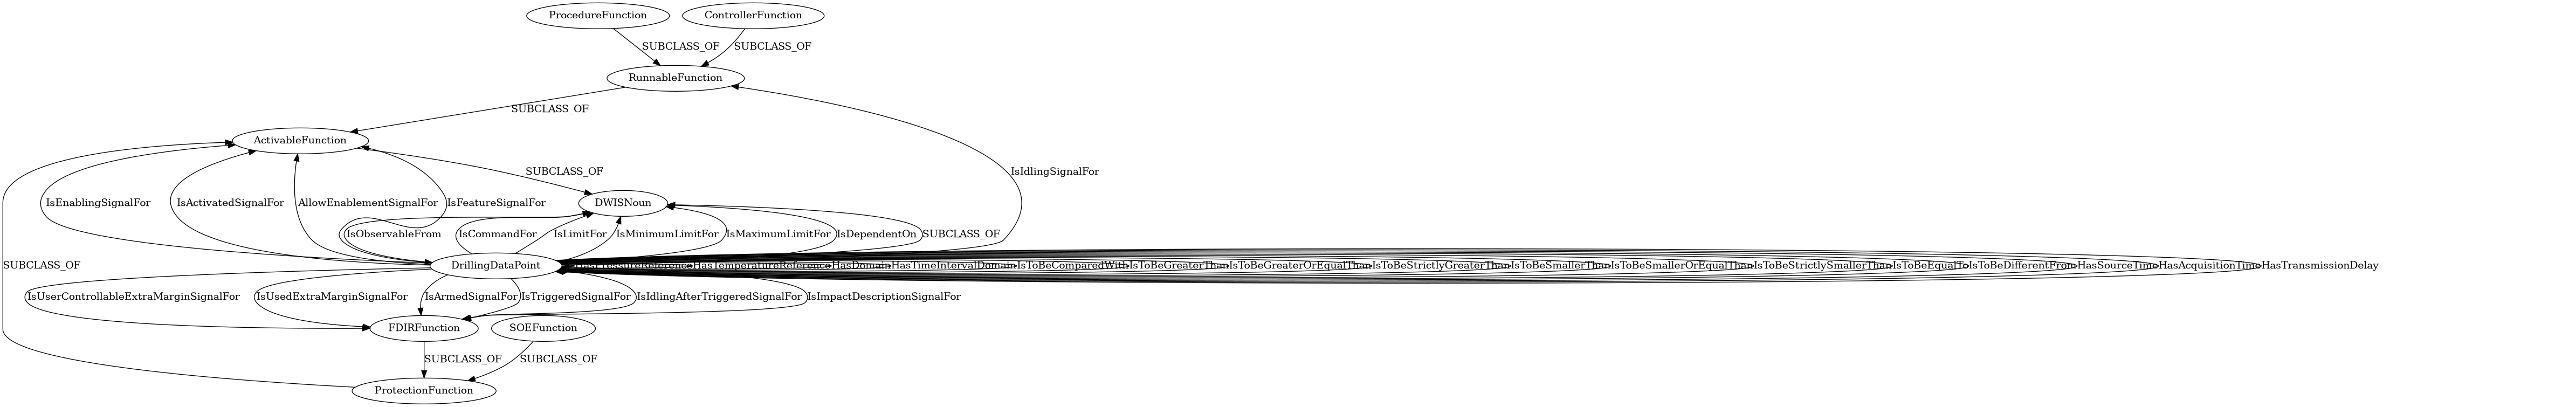 ProcedureFunction
ControllerFunction
SUBCLASS_OF
SUBCLASS_OF
RunnableFunction
SUBCLASS_OF
ActivableFunction
SUBCLASS_OF
IsIdlingSignalFor
IsEnablingSignalFor
IsActivatedSignalFor
AllowEnablementSignalFor
IsFeatureSignalFor
DWISNoun
IsObservableFrom
IsCommandFor
IsLimitFor
IsMinimumLimitFor
IsMaximumLimitFor
IsDependentOn
SUBCLASS_OF
SUBCLASS_OF
DrillingDataPoint
HasPressureReference
HasTemperatureReference
HasDomain
HasTimeIntervalDomain
IsToBeComparedWith
IsToBeGreaterThan
IsToBeGreaterOrEqualThan
IsToBeStrictlyGreaterThan
IsToBeSmallerThan
IsToBeSmallerOrEqualThan
IsToBeStrictlySmallerThan
IsToBeEqualTo
IsToBeDifferentFrom
HasSourceTime
HasAcquisitionTime
HasTransmissionDelay
IsUserControllableExtraMarginSignalFor
IsUsedExtraMarginSignalFor
IsArmedSignalFor
IsTriggeredSignalFor
IsIdlingAfterTriggeredSignalFor
IsImpactDescriptionSignalFor
FDIRFunction
SOEFunction
SUBCLASS_OF
SUBCLASS_OF
ProtectionFunction